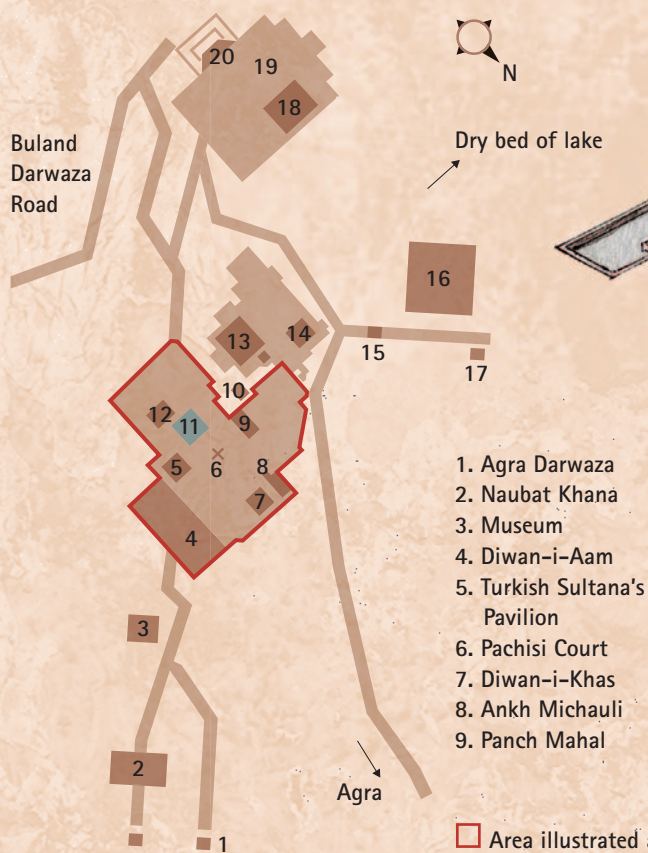 20
19
18
N
Buland
Darwaza
Road
Dry bed of lake
16
13
14
15
17
10
12
11
9
5
6
8
7
4
3
2
1
Agra
1. Agra Darwaza
2. Naubat Khana
3. Museum
4. Diwan-i-Aam
5. Turkish Sultana's
Pavilion
6. Pachisi Court
7. Diwan-i-Khas
8. Ankh Michauli
9. Panch Mahal
Area illustrated a